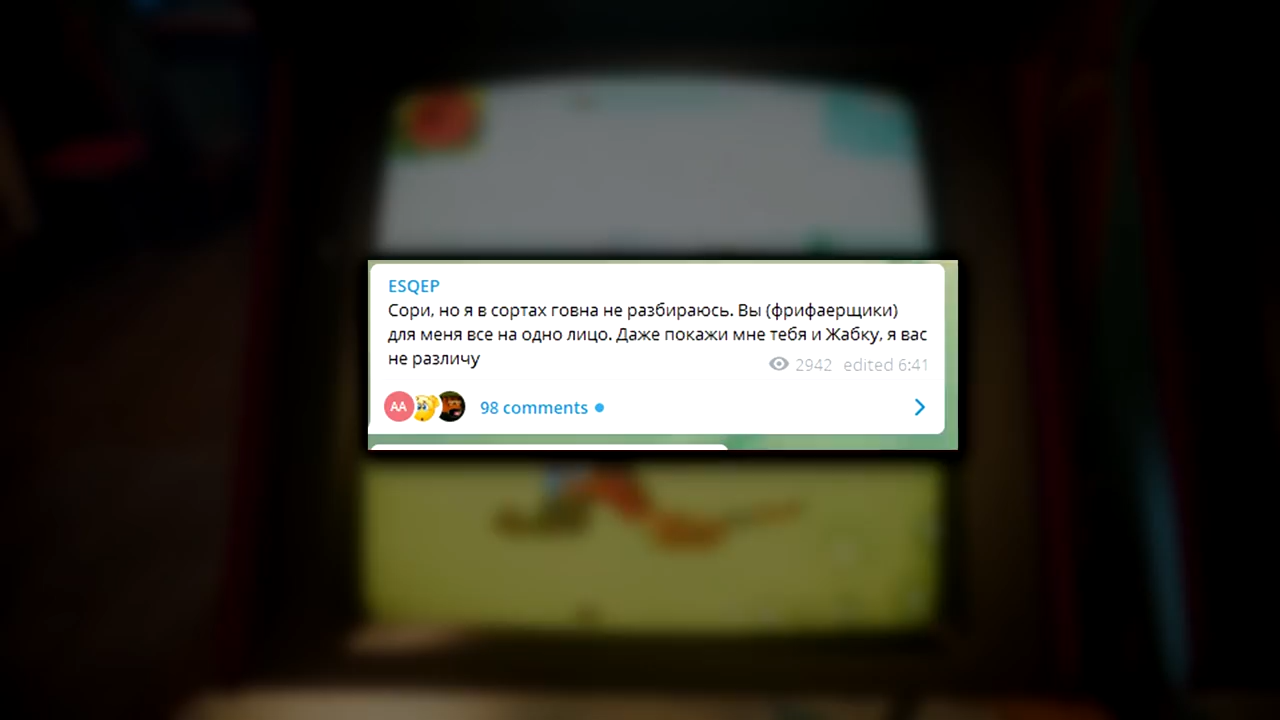 ESQEP
Сори, но я в сортах говна не разбираюсь. Вы (фрифаерщики)
для меня все на одно лицо. Даже покажи мне тебя и Жабку, я вас
не различу
2942 edited 6:41
AA
98 comments